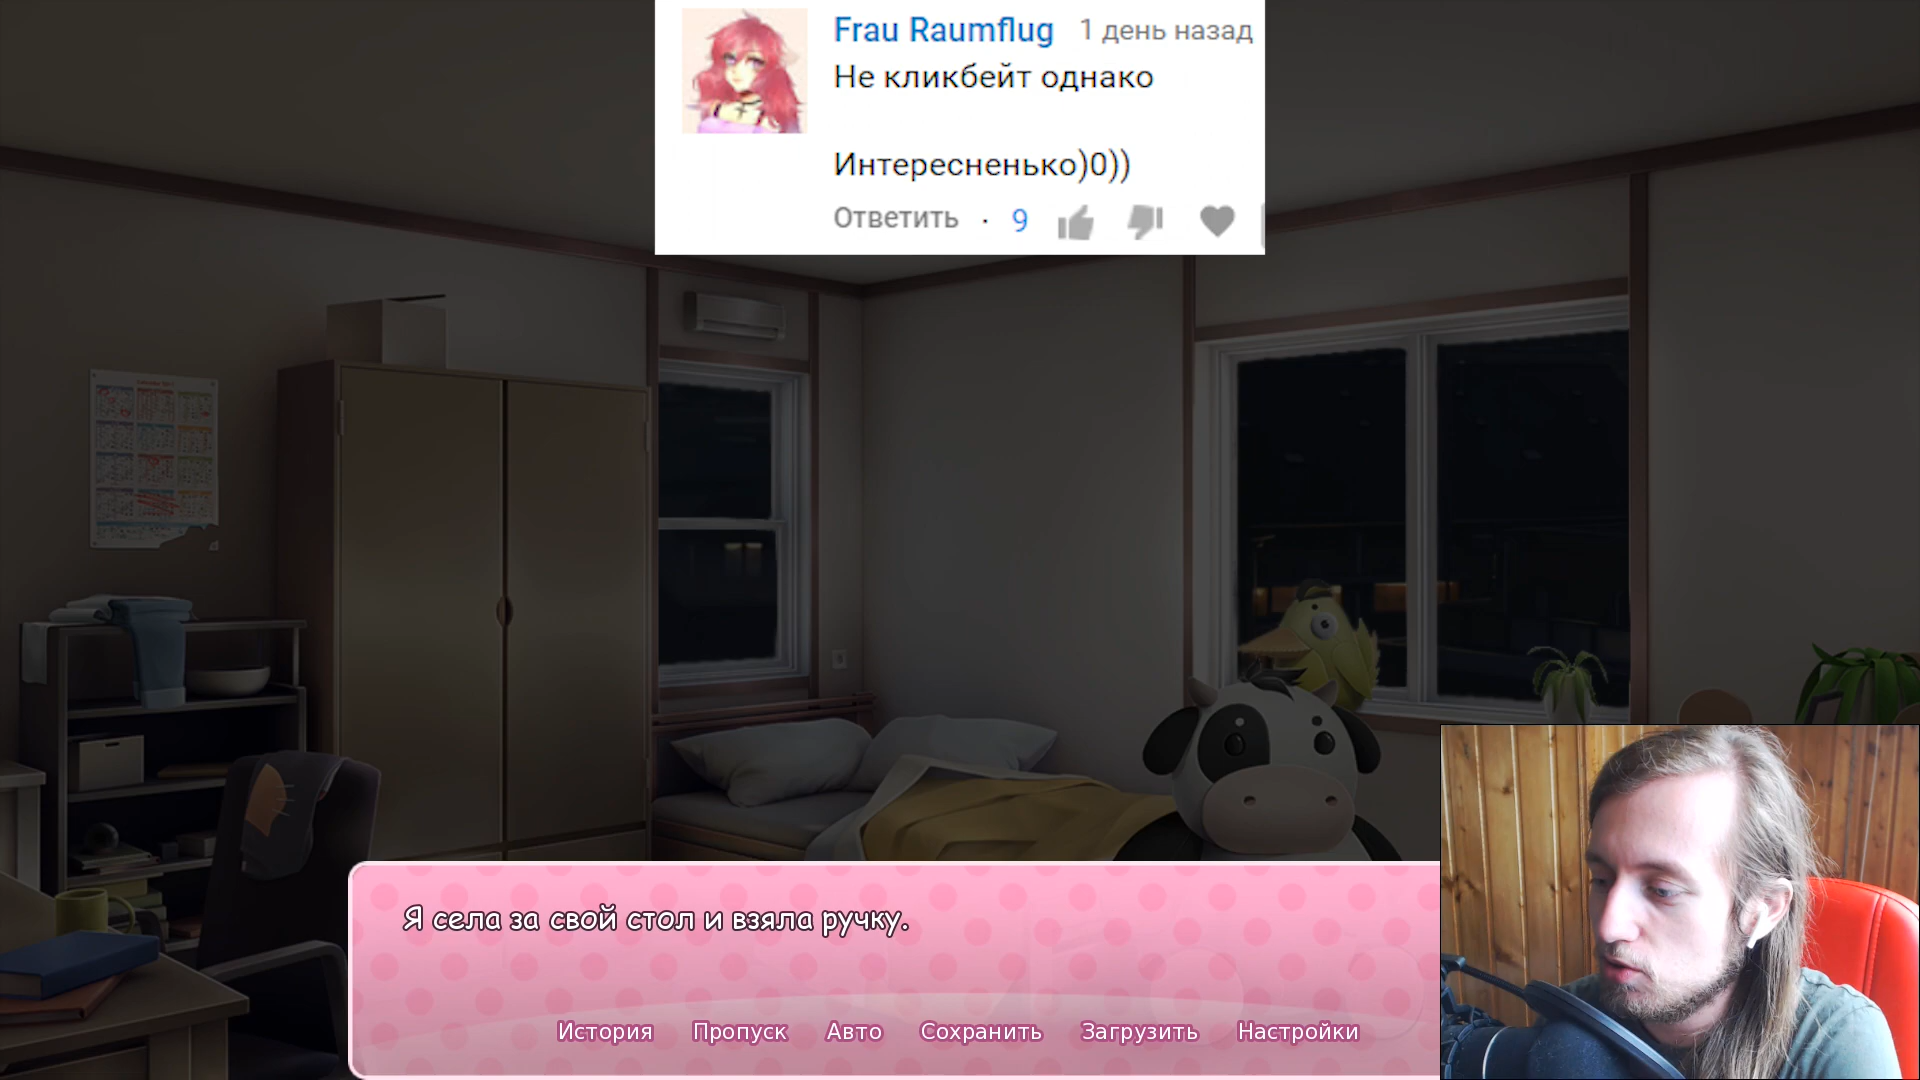 Frau Raumflug 1 день назад
Не кликбейт однако
Интересненько)0))
Ответить · 9
Я села за свой стол и взяла ручку.
История Пропуск Авто Сохранить Загрузить Настройки